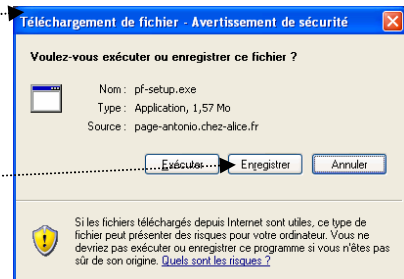 Téléchargement de fichier - Avertissement de sécurité
Voulez-vous exécuter ou enregistrer ce fichier ?
Nom : pf-setup.exe
Type : Application, 1,57 Mo
Source : page-antonio.chez-alice.fr
Exécuter Enregistrer Annuler
Si les fichiers téléchargés depuis Internet sont utiles, ce type de
fichier peut présenter des risques pour votre ordinateur. Vous ne
devriez pas exécuter ou enregistrer ce programme si vous n'êtes pas
sûr de son origine. Quels sont les risques ?